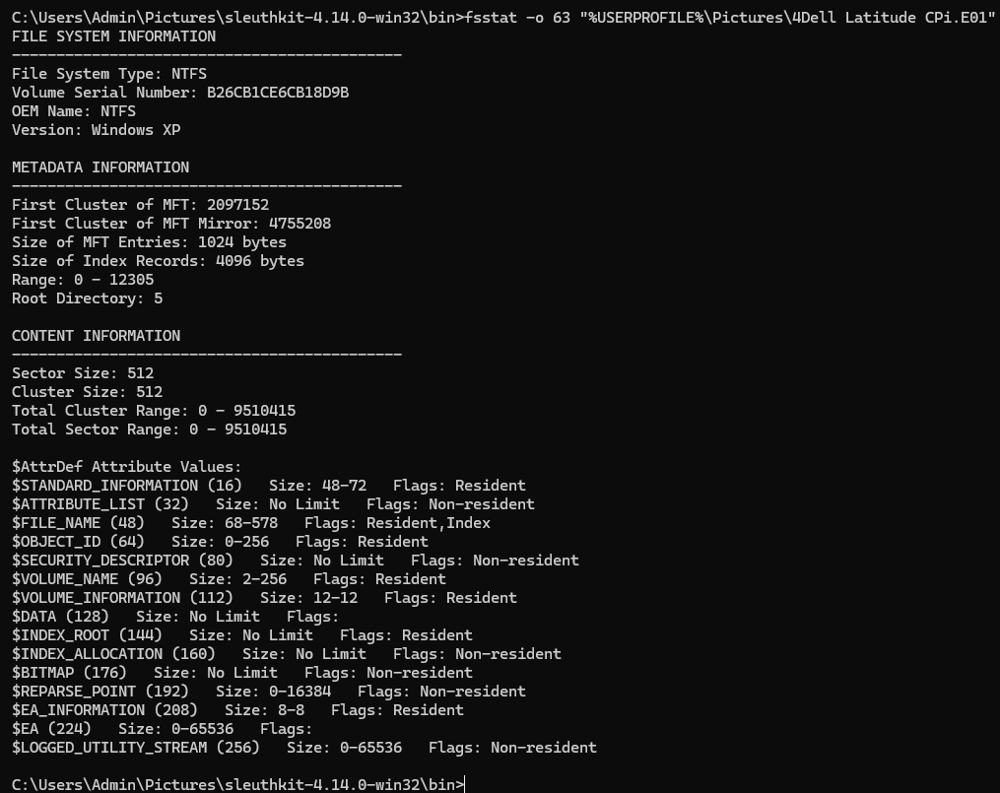 C:\Users\Admin\Pictures\sleuthkit-4.14.0-win32\bin>fsstat -o 63 "%USERPROFILE%\Pictures\4Dell Latitude CPi.E01"
FILE SYSTEM INFORMATION
--------------------------------------------
File System Type: NTFS
Volume Serial Number: B26CB1CE6CB18D9B
OEM Name: NTFS
Version: Windows XP

METADATA INFORMATION
--------------------------------------------
First Cluster of MFT: 2097152
First Cluster of MFT Mirror: 4755208
Size of MFT Entries: 1024 bytes
Size of Index Records: 4096 bytes
Range: 0 - 12305
Root Directory: 5

CONTENT INFORMATION
--------------------------------------------
Sector Size: 512
Cluster Size: 512
Total Cluster Range: 0 - 9510415
Total Sector Range: 0 - 9510415

$AttrDef Attribute Values:
$STANDARD_INFORMATION (16)   Size: 48-72   Flags: Resident
$ATTRIBUTE_LIST (32)   Size: No Limit   Flags: Non-resident
$FILE_NAME (48)   Size: 68-578   Flags: Resident,Index
$OBJECT_ID (64)   Size: 0-256   Flags: Resident
$SECURITY_DESCRIPTOR (80)   Size: No Limit   Flags: Non-resident
$VOLUME_NAME (96)   Size: 2-256   Flags: Resident
$VOLUME_INFORMATION (112)   Size: 12-12   Flags: Resident
$DATA (128)   Size: No Limit   Flags:
$INDEX_ROOT (144)   Size: No Limit   Flags: Resident
$INDEX_ALLOCATION (160)   Size: No Limit   Flags: Non-resident
$BITMAP (176)   Size: No Limit   Flags: Non-resident
$REPARSE_POINT (192)   Size: 0-16384   Flags: Non-resident
$EA_INFORMATION (208)   Size: 8-8   Flags: Resident
$EA (224)   Size: 0-65536   Flags:
$LOGGED_UTILITY_STREAM (256)   Size: 0-65536   Flags: Non-resident

C:\Users\Admin\Pictures\sleuthkit-4.14.0-win32\bin>